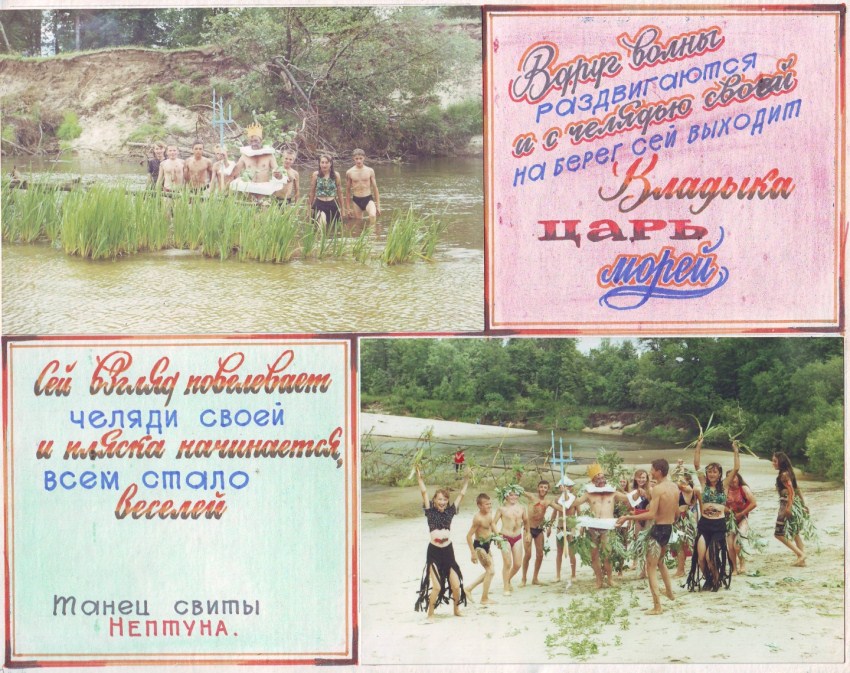 Вдруг волны
раздвигаются
и с челядью своей
на берег сей выходит
Владыка
царь
морей
Сей взгляд повелевает
челяди своей
и пляска начинается,
всем стало
веселей
Танец свиты
Нептуна.